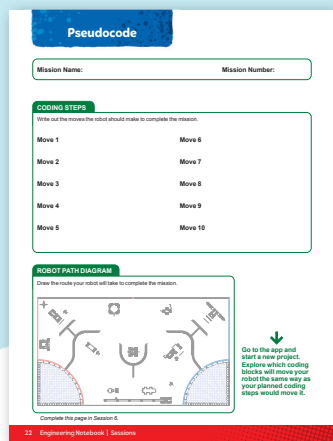 Pseudocode
Mission Name: Mission Number:
CODING STEPS
Write out the moves the robot should make to complete the mission.
Move 1 Move 6
Move 2 Move 7
Move 3 Move 8
Move 4 Move 9
Move 5 Move 10
ROBOT PATH DIAGRAM
Draw the route your robot will take to complete the mission.
Go to the app and
start a new project.
Explore which coding
blocks will move your
robot the same way as
your planned coding
steps would move it.
Complete this page in Session 6.
22 Engineering Notebook | Sessions